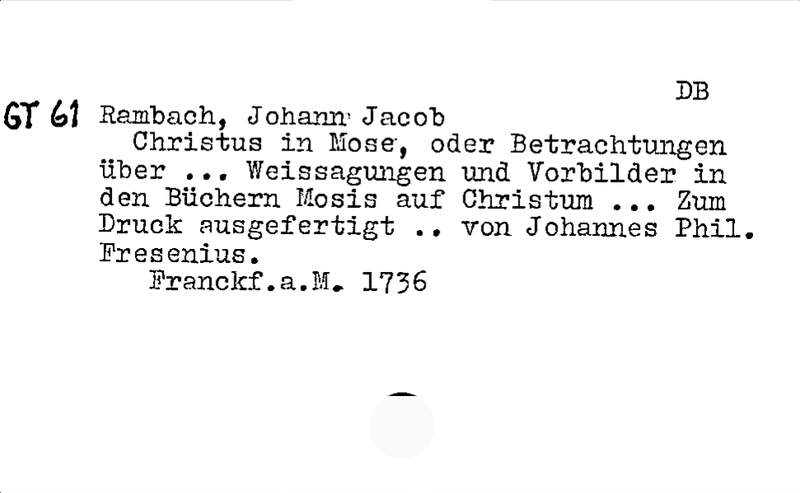 DB
GT 61 Rambach, Johann Jacob
Christus in Mose, oder Betrachtungen
über ... Weissagungen und Vorbilder in
den Büchern Mosis auf Christum ... Zum
Druck ausgefertigt .. von Johannes Phil.
Fresenius.
Franckf.a.M. 1736